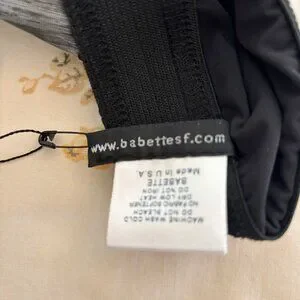 www.babettesf.com
MACHINE WASH COLD
DO NOT BLEACH
NO FABRIC SOFTENER
DRY LOW HEAT
DO NOT IRON
BABETTE
Made in U.S.A